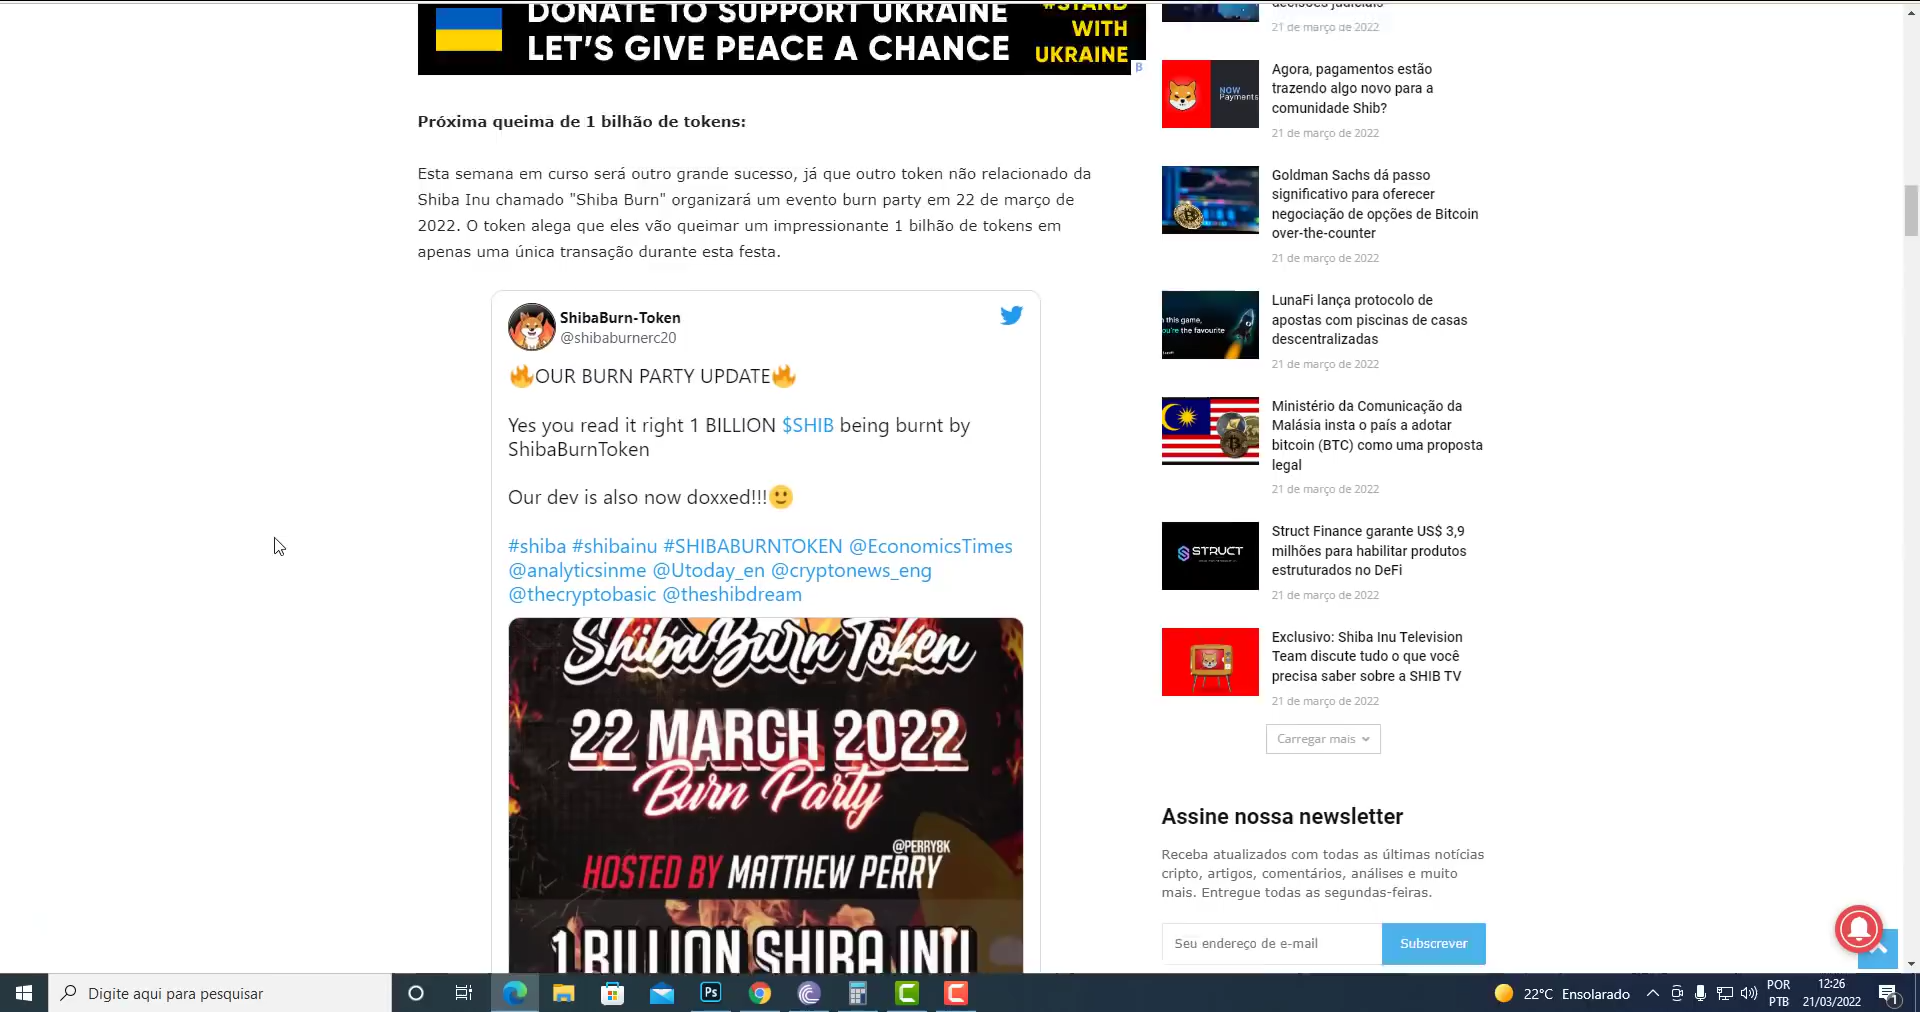 DONATE TO SUPPORT UKRAINE
LET'S GIVE PEACE A CHANCE
#STAND
WITH
UKRAINE
Próxima queima de 1 bilhão de tokens:
Esta semana em curso será outro grande sucesso, já que outro token não relacionado da
Shiba Inu chamado "Shiba Burn" organizará um evento burn party em 22 de março de
2022. O token alega que eles vão queimar um impressionante 1 bilhão de tokens em
apenas uma única transação durante esta festa.
ShibaBurn-Token
@shibaburnerc20
🔥OUR BURN PARTY UPDATE🔥
Yes you read it right 1 BILLION $SHIB being burnt by
ShibaBurnToken
Our dev is also now doxxed!!!🙂
#shiba #shibainu #SHIBABURNTOKEN @EconomicsTimes
@analyticsinme @Utoday_en @cryptonews_eng
@thecryptobasic @theshibdream
ShibaBurn Token
22 MARCH 2022
Burn Party
@PERRY8K
HOSTED BY MATTHEW PERRY
1 BILLION SHIBA INU
decisões judiciais
21 de março de 2022
NOW
Payments
Agora, pagamentos estão
trazendo algo novo para a
comunidade Shib?
21 de março de 2022
Goldman Sachs dá passo
significativo para oferecer
negociação de opções de Bitcoin
over-the-counter
21 de março de 2022
this game,
you're the favourite
LunaFi lança protocolo de
apostas com piscinas de casas
descentralizadas
21 de março de 2022
Ministério da Comunicação da
Malásia insta o país a adotar
bitcoin (BTC) como uma proposta
legal
21 de março de 2022
STRUCT
Struct Finance garante US$ 3,9
milhões para habilitar produtos
estruturados no DeFi
21 de março de 2022
Exclusivo: Shiba Inu Television
Team discute tudo o que você
precisa saber sobre a SHIB TV
21 de março de 2022
Carregar mais
Assine nossa newsletter
Receba atualizados com todas as últimas notícias
cripto, artigos, comentários, análises e muito
mais. Entregue todas as segundas-feiras.
Seu endereço de e-mail
Subscrever
Digite aqui para pesquisar
Ps
22°C Ensolarado
POR
PTB
12:26
21/03/2022
1